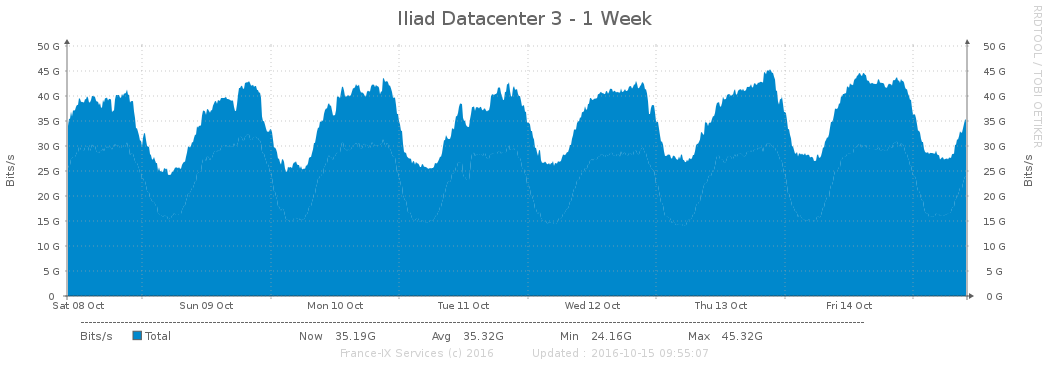 Iliad Datacenter 3 - 1 Week
RRDTOOL / TOBI OETIKER
50 G 50 G
45 G 45 G
40 G 40 G
35 G 35 G
30 G 30 G
25 G 25 G
20 G 20 G
15 G 15 G
10 G 10 G
5 G 5 G
0 0 G
Bits/s Bits/s
Sat 08 Oct Sun 09 Oct Mon 10 Oct Tue 11 Oct Wed 12 Oct Thu 13 Oct Fri 14 Oct
Bits/s Total Now 35.19G Avg 35.32G Min 24.16G Max 45.32G
France-IX Services (c) 2016 Updated : 2016-10-15 09:55:07